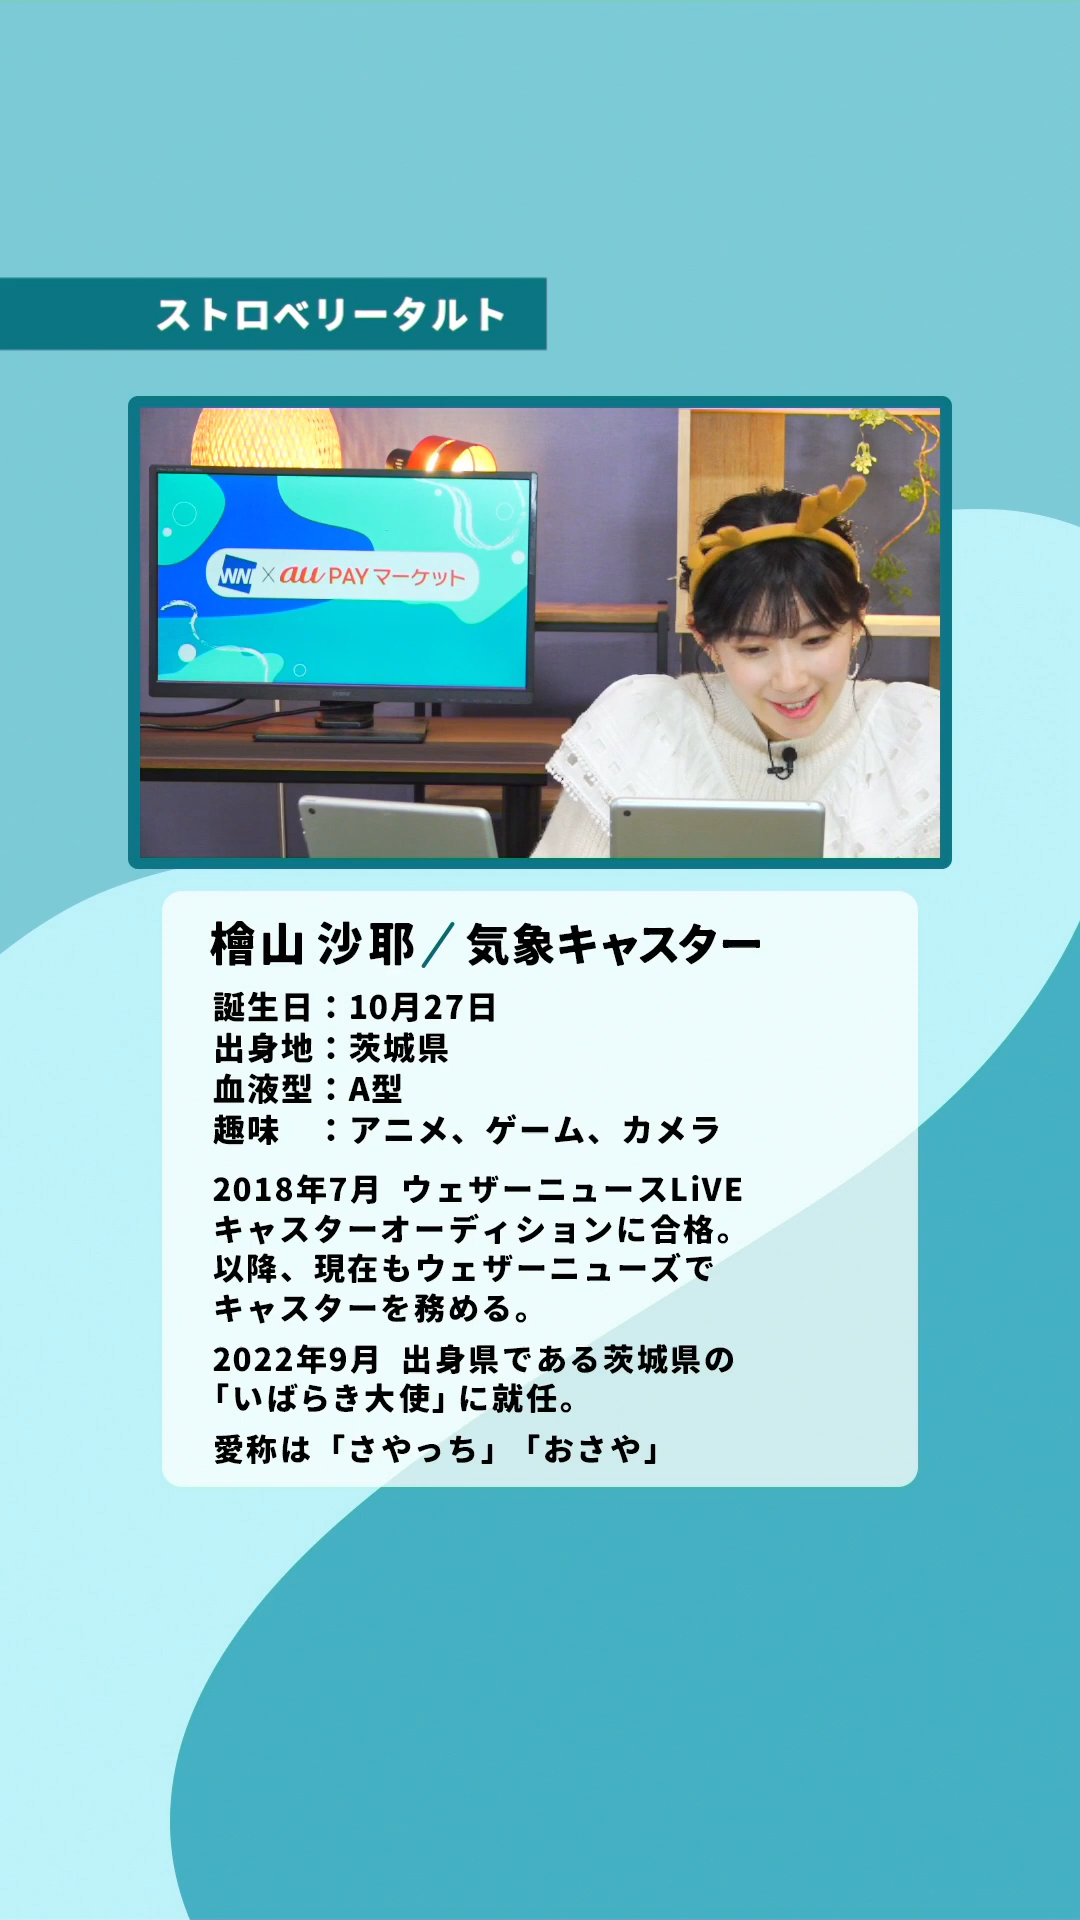 ストロベリータルト
WNI × au PAY マーケット
檜山 沙耶／気象キャスター
誕生日：10月27日
出身地：茨城県
血液型：A型
趣味　：アニメ、ゲーム、カメラ
2018年7月 ウェザーニュースLiVE
キャスターオーディションに合格。
以降、現在もウェザーニューズで
キャスターを務める。
2022年9月 出身県である茨城県の
「いばらき大使」に就任。
愛称は「さやっち」「おさや」